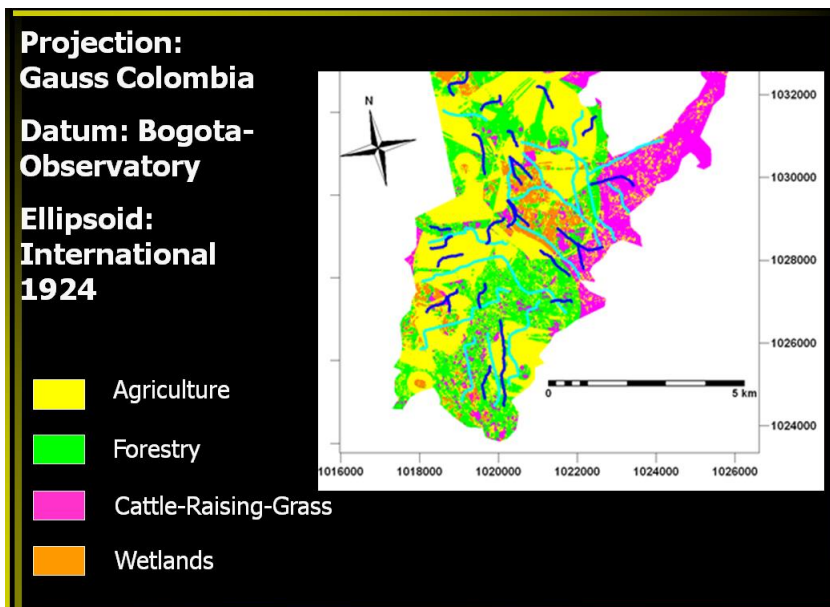 Projection:
Gauss Colombia
Datum: Bogota-
Observatory
Ellipsoid:
International
1924
Agriculture
Forestry
Cattle-Raising-Grass
Wetlands
N
1032000
1030000
1028000
1026000
1024000
0 5 km
1016000 1018000 1020000 1022000 1024000 1026000